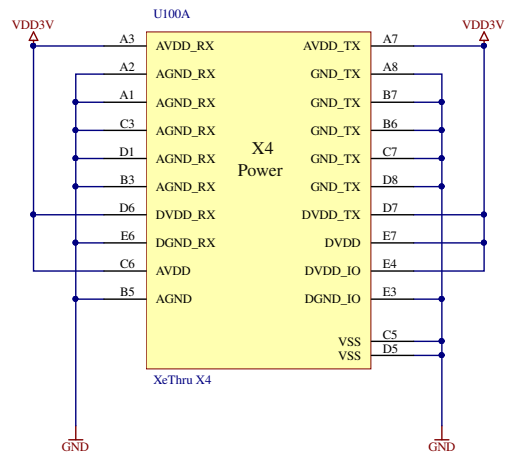 U100A
VDD3V VDD3V
A3 AVDD_RX AVDD_TX A7
A2 AGND_RX GND_TX A8
A1 AGND_RX GND_TX B7
C3 AGND_RX GND_TX B6
D1 AGND_RX GND_TX C7
B3 AGND_RX GND_TX D8
X4
Power
D6 DVDD_RX DVDD_TX D7
E6 DGND_RX DVDD E7
C6 AVDD DVDD_IO E4
B5 AGND DGND_IO E3
VSS C5
VSS D5
XeThru X4
GND GND